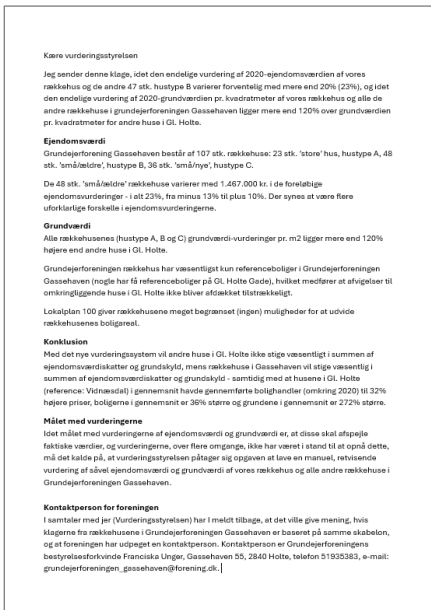 Kære vurderingsstyrelsen
Jeg sender denne klage, idet den endelige vurdering af 2020-ejendomsværdien af vores
rækkehus og de andre 47 stk. hustype B varierer forventelig med mere end 20% (23%), og idet
den endelige vurdering af 2020-grundværdien pr. kvadratmeter af vores rækkehus og alle de
andre rækkehuse i grundejerforeningen Gassehaven ligger mere end 120% over grundværdien
pr. kvadratmeter for andre huse i Gl. Holte.
Ejendomsværdi
Grundejerforening Gassehaven består af 107 stk. rækkehuse: 23 stk. ‘store’ hus, hustype A, 48
stk. ‘små/ældre’, hustype B, 36 stk. ‘små/nye’, hustype C.
De 48 stk. ‘små/ældre’ rækkehuse varierer med 1.467.000 kr. i de foreløbige
ejendomsvurderinger - i alt 23%, fra minus 13% til plus 10%. Der synes at være flere
uforklarlige forskelle i ejendomsvurderingerne.
Grundværdi
Alle rækkehusenes (hustype A, B og C) grundværdi-vurderinger pr. m2 ligger mere end 120%
højere end andre huse i Gl. Holte.
Grundejerforeningen rækkehus har væsentligst kun referenceboliger i Grundejerforeningen
Gassehaven (nogle har få referenceboliger på Gl. Holte Gade), hvilket medfører at afvigelser til
omkringliggende huse i Gl. Holte ikke bliver afdækket tilstrækkeligt.
Lokalplan 100 giver rækkehusene meget begrænset (ingen) muligheder for at udvide
rækkehusenes boligareal.
Konklusion
Med det nye vurderingssystem vil andre huse i Gl. Holte ikke stige væsentligt i summen af
ejendomsværdiskatter og grundskyld, mens rækkehuse i Gassehaven vil stige væsentlig i
summen af ejendomsværdiskatter og grundskyld - samtidig med at husene i Gl. Holte
(reference: Vidnæsdal) i gennemsnit havde gennemførte bolighandler (omkring 2020) til 32%
højere priser, boligerne i gennemsnit er 36% større og grundene i gennemsnit er 272% større.
Målet med vurderingerne
Idet målet med vurderingerne af ejendomsværdi og grundværdi er, at disse skal afspejle
faktiske værdier, og vurderingerne, over flere omgange, ikke har været i stand til at opnå dette,
må det kalde på, at vurderingsstyrelsen påtager sig opgaven at lave en manuel, retvisende
vurdering af såvel ejendomsværdi og grundværdi af vores rækkehus og alle andre rækkehuse i
Grundejerforeningen Gassehaven.
Kontaktperson for foreningen
I samtaler med jer (Vurderingsstyrelsen) har I meldt tilbage, at det ville give mening, hvis
klagerne fra rækkehusene i Grundejerforeningen Gassehaven er baseret på samme skabelon,
og at foreningen har udpeget en kontaktperson. Kontaktperson er Grundejerforeningens
bestyrelsesforkvinde Franciska Unger, Gassehaven 55, 2840 Holte, telefon 51935383, e-mail:
grundejerforeningen_gassehaven@forening.dk.